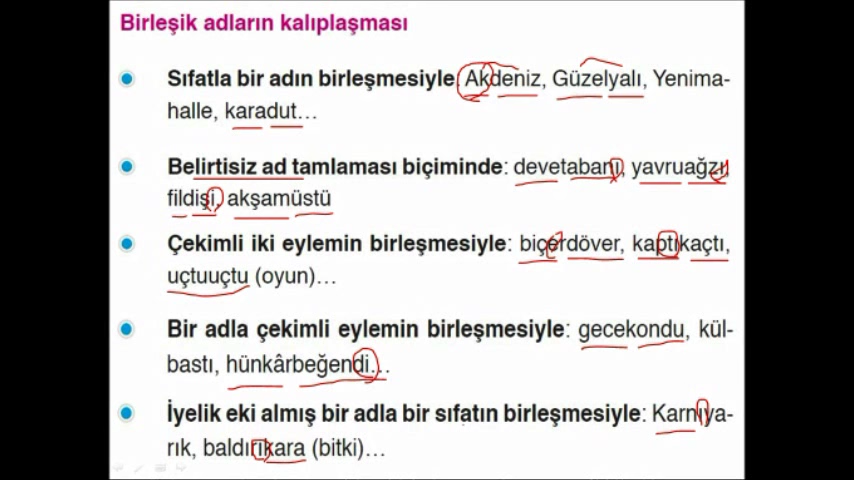 Birleşik adların kalıplaşması
Sıfatla bir adın birleşmesiyle: Akdeniz, Güzelyalı, Yenima-
halle, karadut...
Belirtisiz ad tamlaması biçiminde: devetabanı, yavruağzı,
fildişi, akşamüstü
Çekimli iki eylemin birleşmesiyle: biçerdöver, kaptıkaçtı,
uçtuuçtu (oyun)...
Bir adla çekimli eylemin birleşmesiyle: gecekondu, kül-
bastı, hünkârbeğendi...
İyelik eki almış bir adla bir sıfatın birleşmesiyle: Karnıya-
rık, baldırıkara (bitki)...